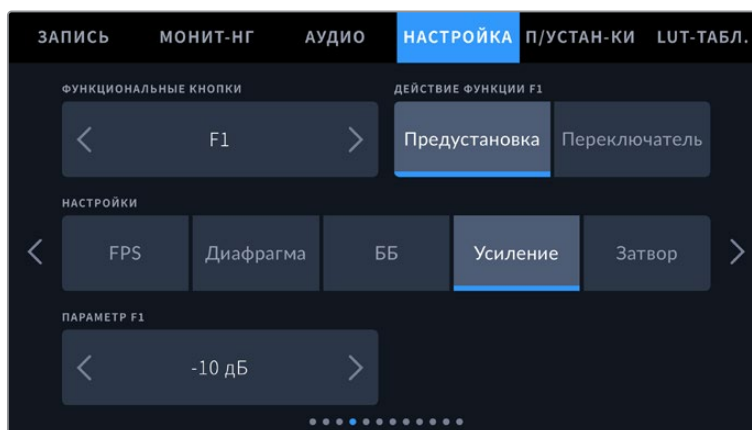 ЗАПИСЬ МОНИТ-НГ АУДИО НАСТРОЙКА П/УСТАН-КИ LUT-ТАБЛ.
ФУНКЦИОНАЛЬНЫЕ КНОПКИ ДЕЙСТВИЕ ФУНКЦИИ F1
F1 Предустановка Переключатель
НАСТРОЙКИ
FPS Диафрагма ББ Усиление Затвор
ПАРАМЕТР F1
-10 дБ